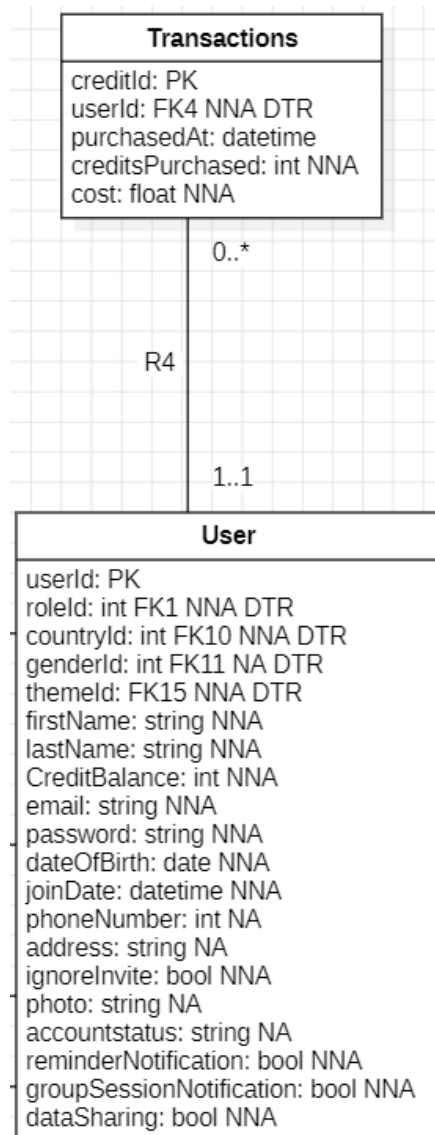 Transactions
creditId: PK
userId: FK4 NNA DTR
purchasedAt: datetime
creditsPurchased: int NNA
cost: float NNA
0..*
R4
1..1
User
userId: PK
roleId: int FK1 NNA DTR
countryId: int FK10 NNA DTR
genderId: int FK11 NA DTR
themeId: FK15 NNA DTR
firstName: string NNA
lastName: string NNA
CreditBalance: int NNA
email: string NNA
password: string NNA
dateOfBirth: date NNA
joinDate: datetime NNA
phoneNumber: int NA
address: string NA
ignoreInvite: bool NNA
photo: string NA
accountstatus: string NA
reminderNotification: bool NNA
groupSessionNotification: bool NNA
dataSharing: bool NNA